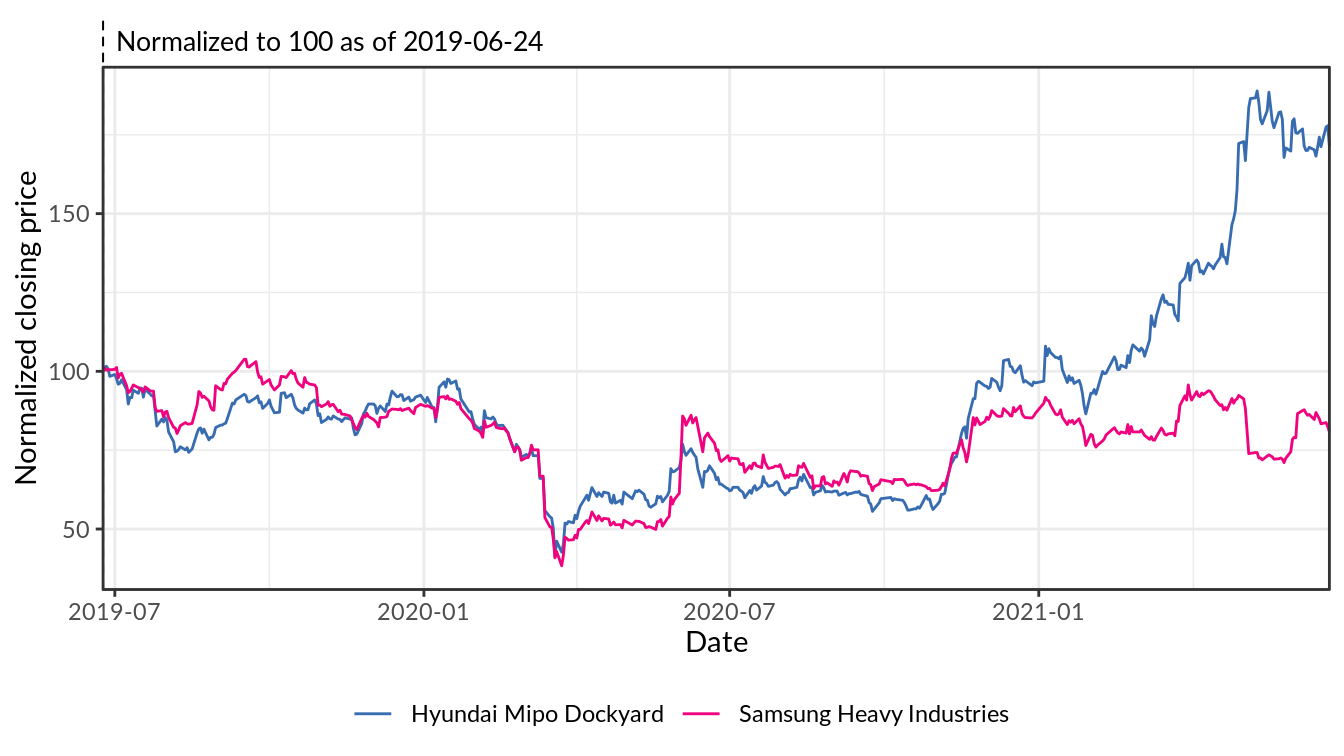 Normalized to 100 as of 2019-06-24
Normalized closing price
150
100
50
2019-07
2020-01
2020-07
2021-01
Date
Hyundai Mipo Dockyard
Samsung Heavy Industries